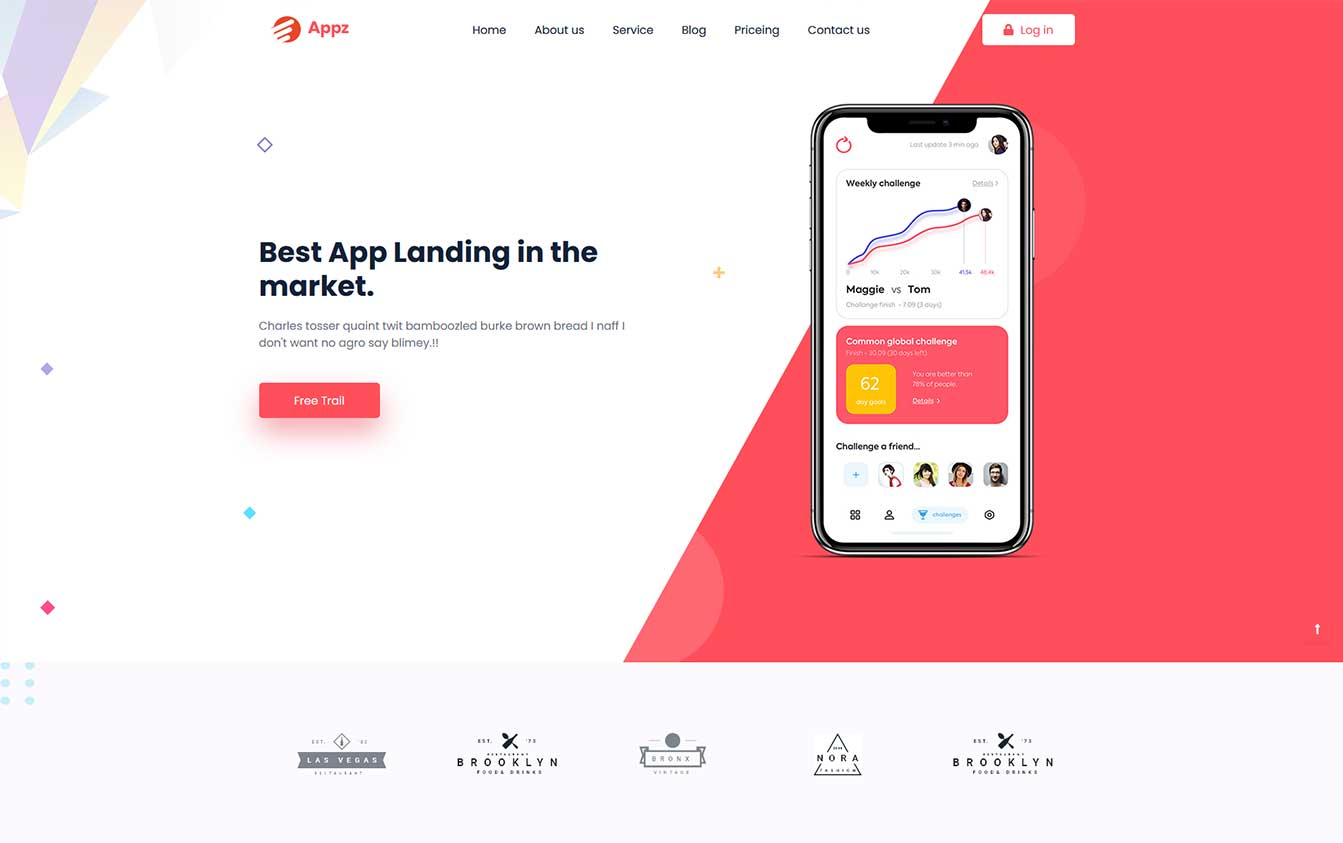 Appz
Home About us Service Blog Priceing Contact us
Log in
Best App Landing in the
market.
Charles tosser quaint twit bamboozled burke brown bread I naff I
don't want no agro say blimey.!!
Free Trail
Last update 3 min ago
Weekly challenge Details >
0 10k 20k 30k 41,5k 48,4k
Maggie vs Tom
Challange finish - 7.09 (3 days)
Common global challenge
Finish - 30.09 (30 days left)
62
day goals
You are better than
78% of people.
Details >
Challenge a friend...
challenges
EST. '82
LAS VEGAS
RESTAURANT
EST. '73
RESTAURANT
BROOKLYN
FOOD & DRINKS
BRONX
VINTAGE
NORA
FASHION
EST. '73
RESTAURANT
BROOKLYN
FOOD & DRINKS